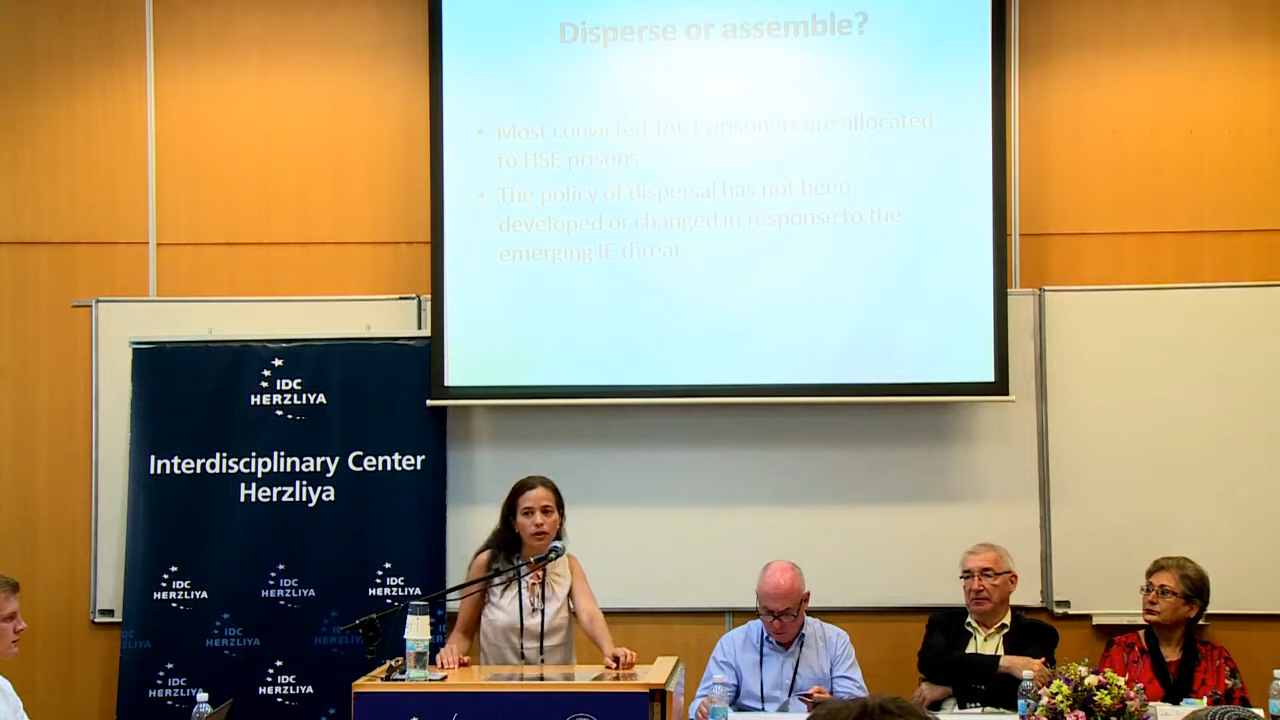 Disperse or assemble?
• Most convicted TACT prisoners are allocated
to HSE prisons
• The policy of dispersal has not been
developed or changed in response to the
emerging IE threat
IDC
HERZLIYA
Interdisciplinary Center
Herzliya
IDC
HERZLIYA
IDC
HERZLIYA
IDC
HERZLIYA
IDC
HERZLIYA
IDC
HERZLIYA
IDC
HERZLIYA